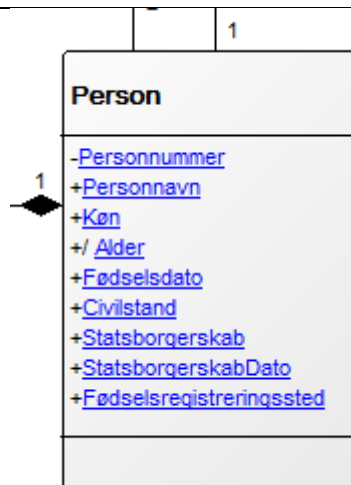 1
Person
1
-Personnummer
+Personnavn
+Køn
+/ Alder
+Fødselsdato
+Civilstand
+Statsborgerskab
+StatsborgerskabDato
+Fødselsregistreringssted